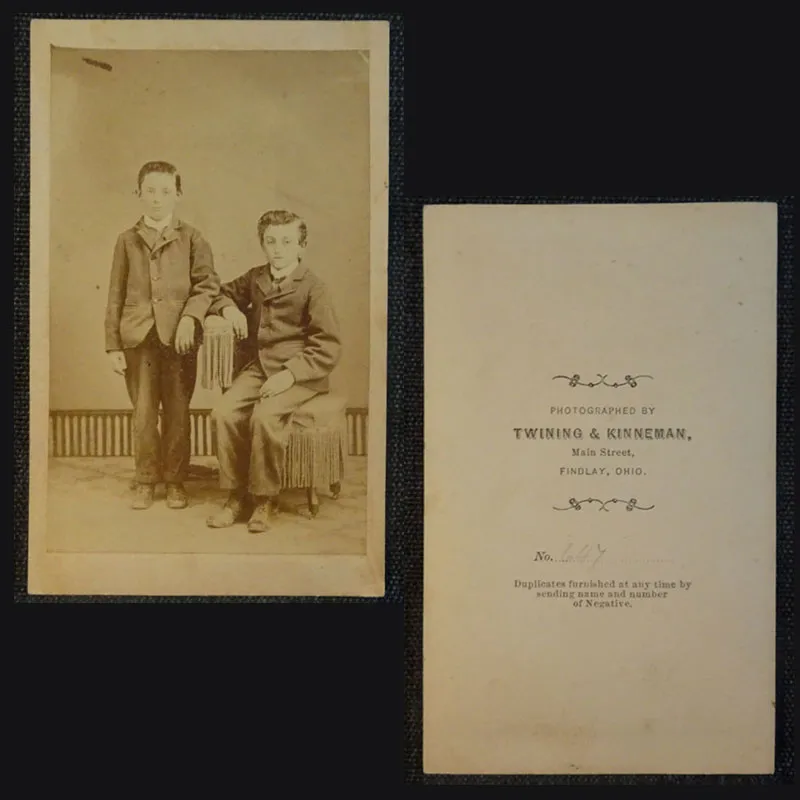 PHOTOGRAPHED BY
TWINING & KINNEMAN,
Main Street,
FINDLAY, OHIO.
No. 647
Duplicates furnished at any time by
sending name and number
of Negative.